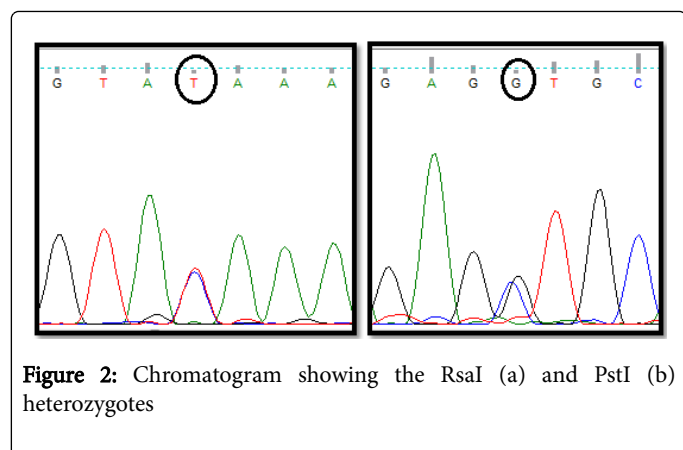 G T A T A A A
G A G G T G C
Figure 2: Chromatogram showing the RsaI (a) and PstI (b)
heterozygotes